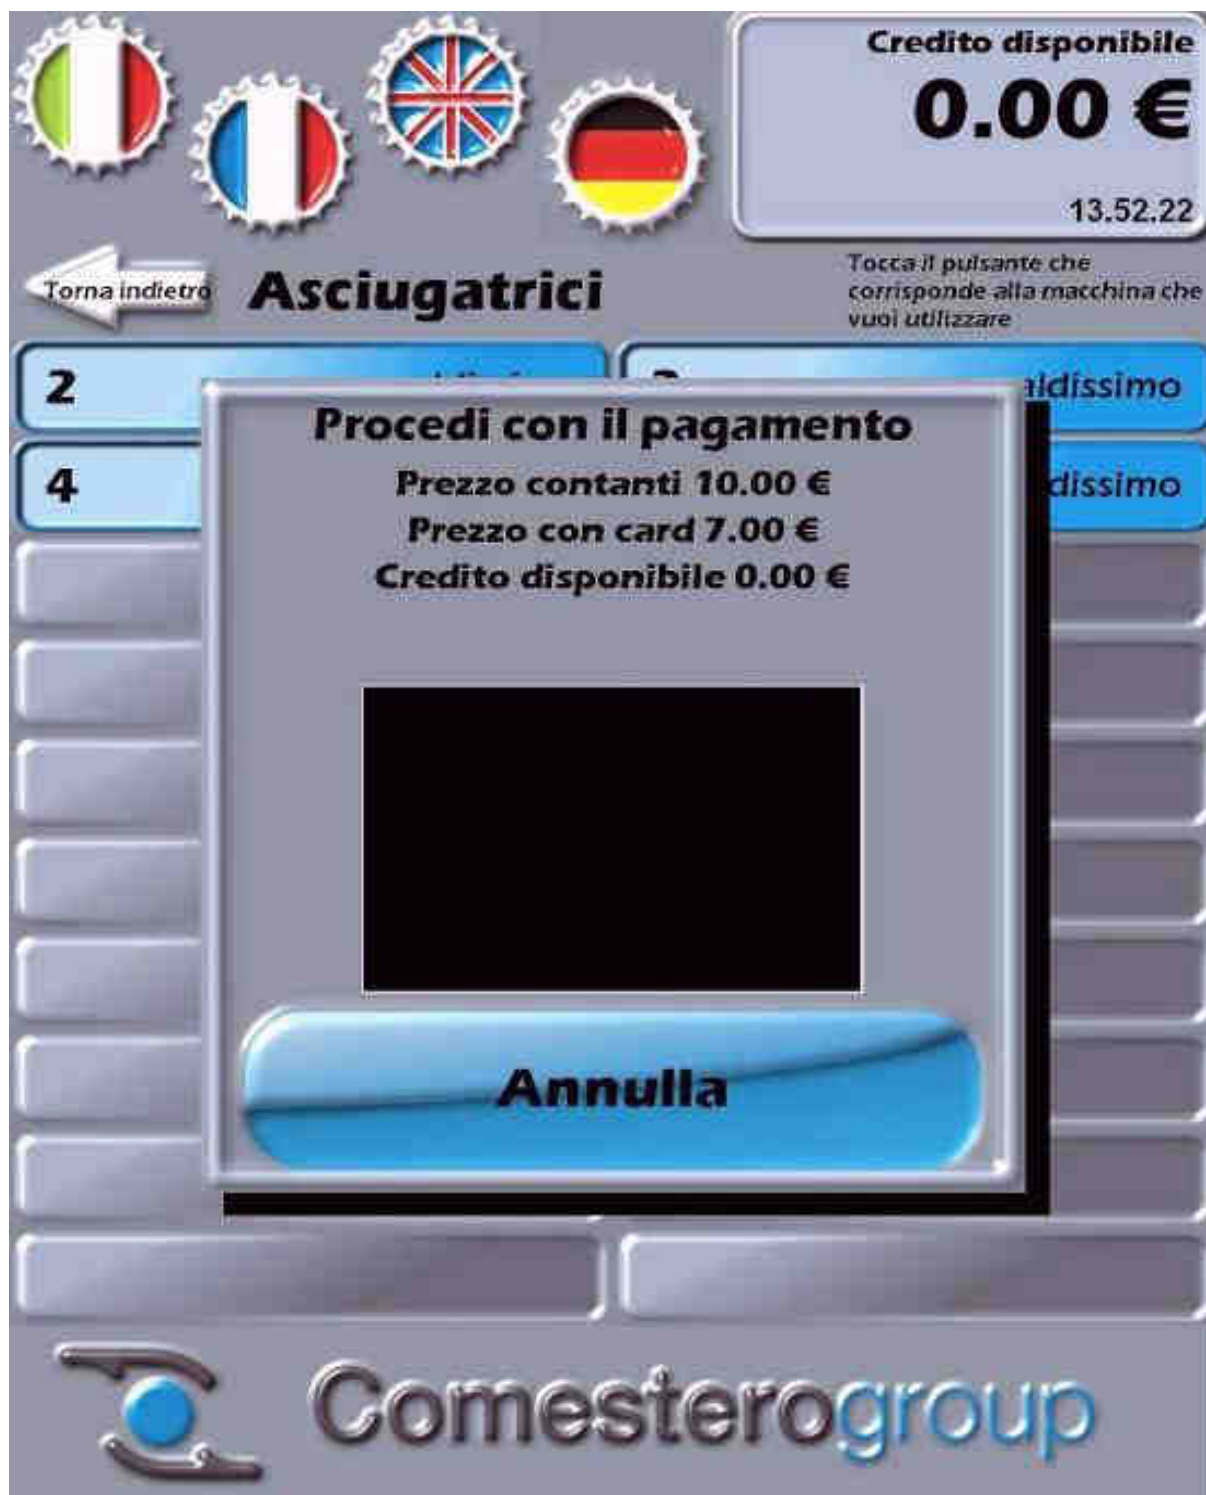 Credito disponibile
0.00 €
13.52.22
Torna indietro
Asciugatrici
Tocca il pulsante che
corrisponde alla macchina che
vuoi utilizzare
2
4
Procedi con il pagamento
Prezzo contanti 10.00 €
Prezzo con card 7.00 €
Credito disponibile 0.00 €
Annulla
Comesterogroup